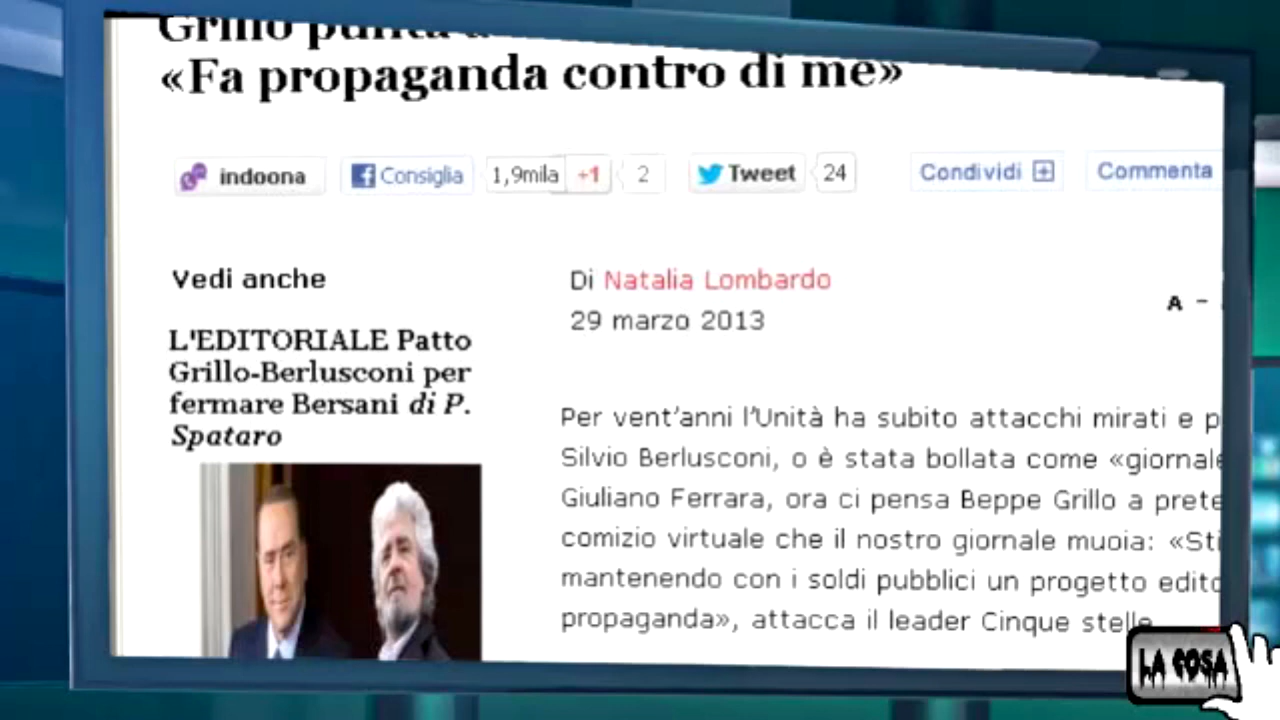 Grillo punta
«Fa propaganda contro di me»
indoona
Consiglia
1,9mila
+1
2
Tweet
24
Condividi
Commenta
Vedi anche
Di Natalia Lombardo
29 marzo 2013
A -
L'EDITORIALE Patto
Grillo-Berlusconi per
fermare Bersani di P.
Spataro
Per vent'anni l'Unità ha subito attacchi mirati e p
Silvio Berlusconi, o è stata bollata come «giornale
Giuliano Ferrara, ora ci pensa Beppe Grillo a prete
comizio virtuale che il nostro giornale muoia: «Sti
mantenendo con i soldi pubblici un progetto edito
propaganda», attacca il leader Cinque stelle
LA COSA